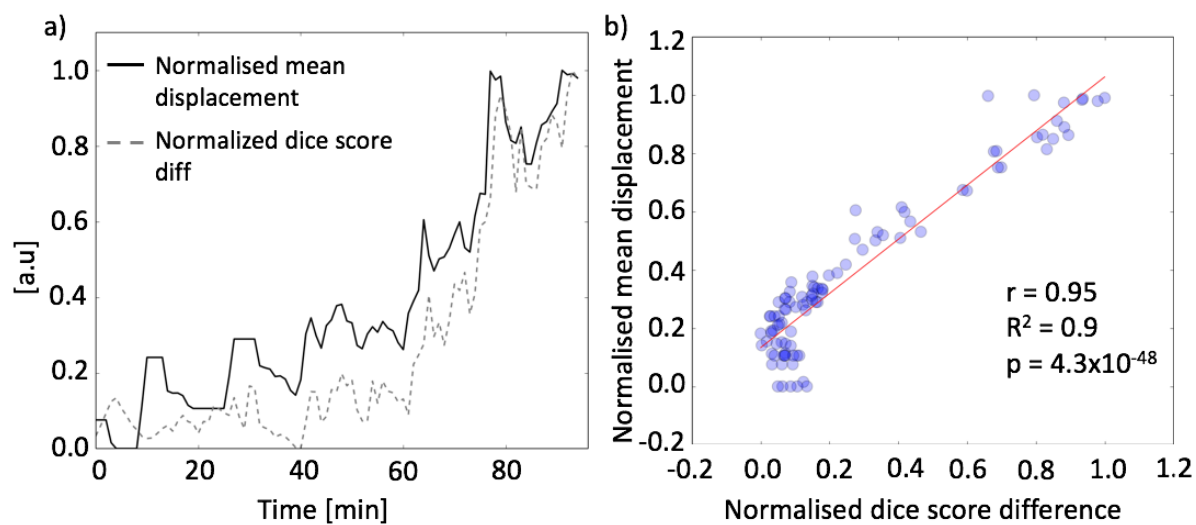 a)
Normalised mean
displacement
Normalized dice score
diff
[a.u]
1.0
0.8
0.6
0.4
0.2
0.0
0 20 40 60 80
Time [min]
b)
Normalised mean displacement
1.2
1.0
0.8
0.6
0.4
0.2
0.0
-0.2
r = 0.95
R² = 0.9
p = 4.3x10⁻⁴⁸
-0.2 0.0 0.2 0.4 0.6 0.8 1.0 1.2
Normalised dice score difference